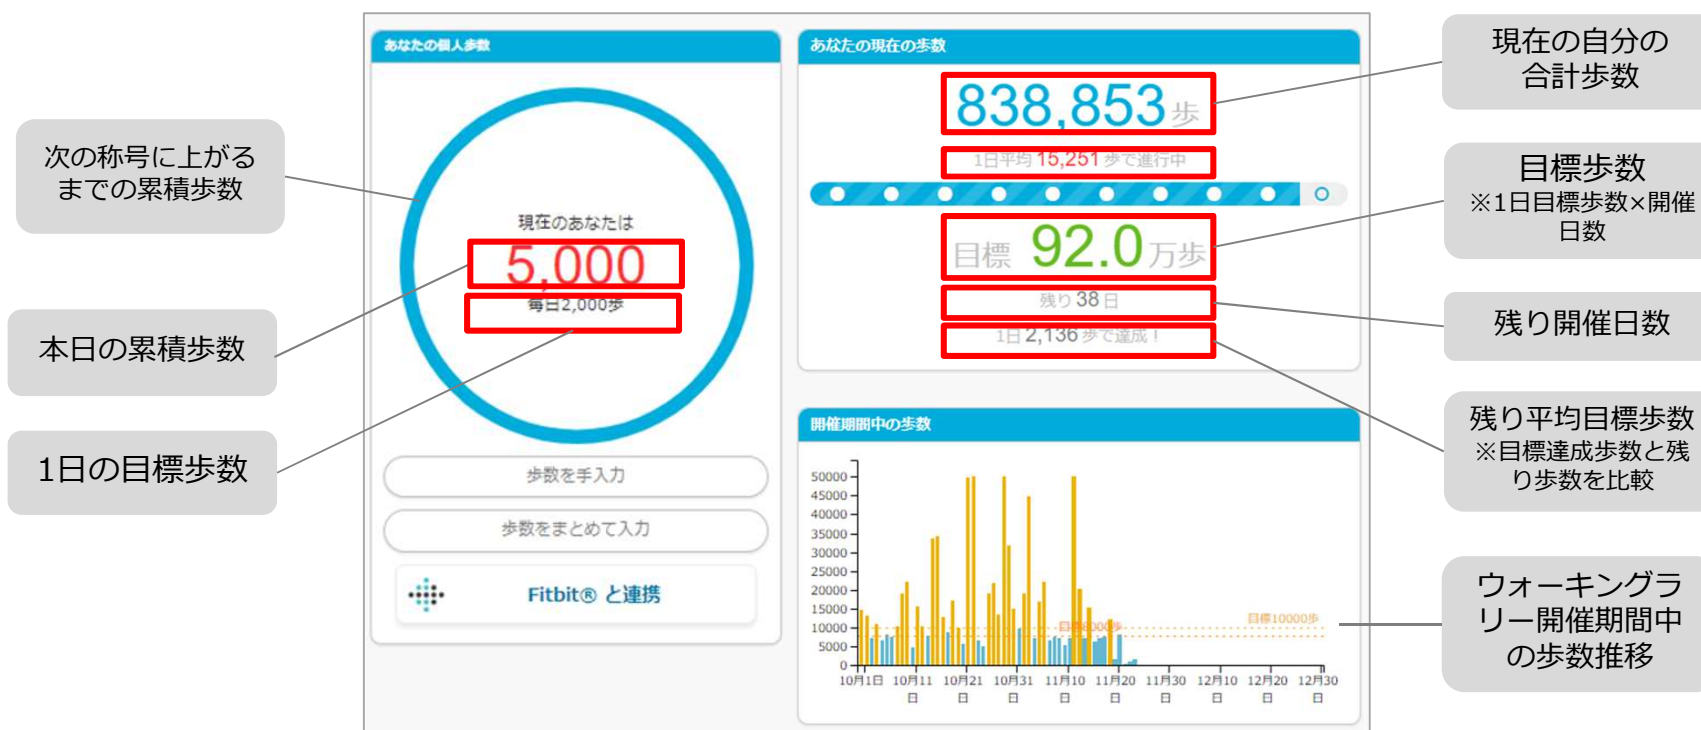 次の称号に上がる
までの累積歩数
本日の累積歩数
1日の目標歩数
あなたの個人歩数
現在のあなたは
5,000
毎日2,000歩
歩数を手入力
歩数をまとめて入力
Fitbit® と連携
あなたの現在の歩数
838,853歩
1日平均 15,251 歩で進行中
目標 92.0 万歩
残り 38 日
1日 2,136 歩で達成！
開催期間中の歩数
50000
45000
40000
35000
30000
25000
20000
15000
10000
5000
0
目標10000歩
目標8000歩
10月1日 10月11日 10月21日 10月31日 11月10日 11月20日 11月30日 12月10日 12月20日 12月30日
現在の自分の
合計歩数
目標歩数
※1日目標歩数×開催
日数
残り開催日数
残り平均目標歩数
※目標達成歩数と残
り歩数を比較
ウォーキングラ
リー開催期間中
の歩数推移